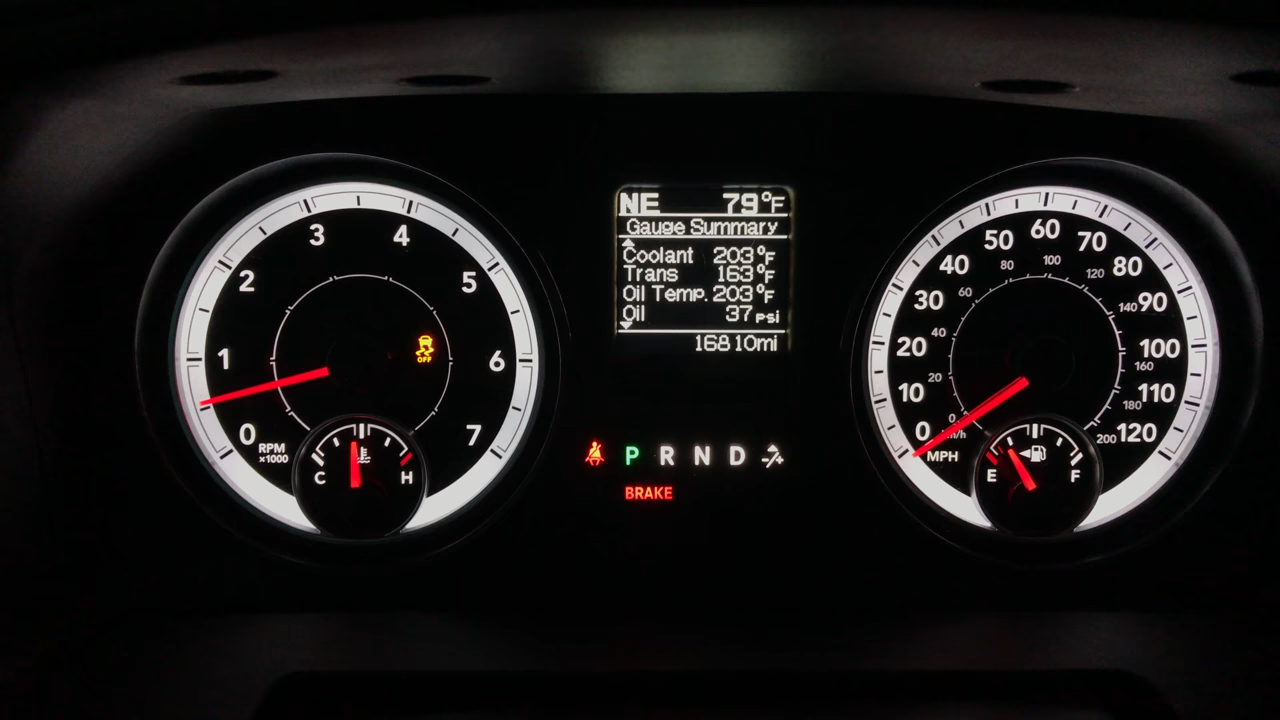 NE 79°F
Gauge Summary
Coolant 203°F
Trans 163°F
Oil Temp. 203°F
Oil 37 psi
16810mi
0 1 2 3 4 5 6 7
RPM
×1000
OFF
C H
P R N D
BRAKE
0 10 20 30 40 50 60 70 80 90 100 110 120
MPH
0 20 40 60 80 100 120 140 160 180 200
km/h
E F